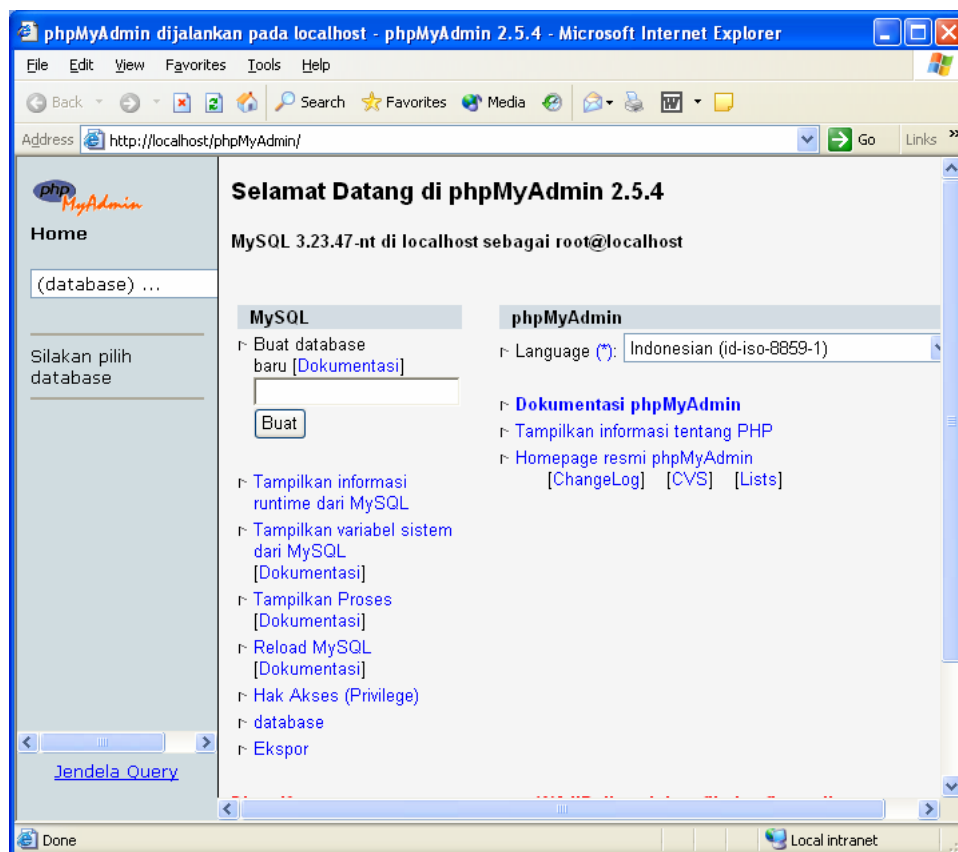 phpMyAdmin dijalankan pada localhost - phpMyAdmin 2.5.4 - Microsoft Internet Explorer
File Edit View Favorites Tools Help
Back Search Favorites Media
Address http://localhost/phpMyAdmin/ Go Links »
php
MyAdmin
Home
(database) ...
Silakan pilih
database
Jendela Query
Selamat Datang di phpMyAdmin 2.5.4
MySQL 3.23.47-nt di localhost sebagai root@localhost
MySQL
Buat database
baru [Dokumentasi]
Buat
Tampilkan informasi
runtime dari MySQL
Tampilkan variabel sistem
dari MySQL
[Dokumentasi]
Tampilkan Proses
[Dokumentasi]
Reload MySQL
[Dokumentasi]
Hak Akses (Privilege)
database
Ekspor
phpMyAdmin
Language (*): Indonesian (id-iso-8859-1)
Dokumentasi phpMyAdmin
Tampilkan informasi tentang PHP
Homepage resmi phpMyAdmin
[ChangeLog] [CVS] [Lists]
Done Local intranet